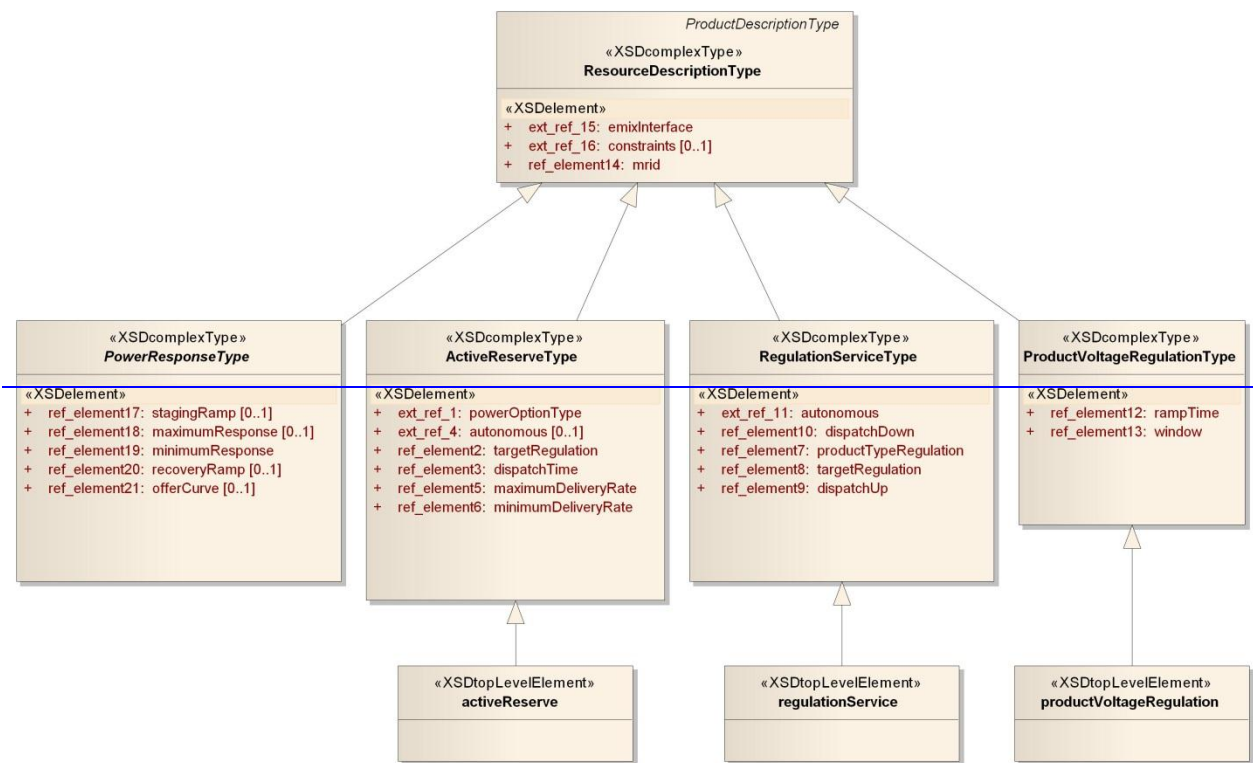 ProductDescriptionType
«XSDcomplexType»
ResourceDescriptionType
«XSDelement»
+ ext_ref_15: emixInterface
+ ext_ref_16: constraints [0..1]
+ ref_element14: mrid
«XSDcomplexType»
PowerResponseType
«XSDelement»
+ ref_element17: stagingRamp [0..1]
+ ref_element18: maximumResponse [0..1]
+ ref_element19: minimumResponse
+ ref_element20: recoveryRamp [0..1]
+ ref_element21: offerCurve [0..1]
«XSDcomplexType»
ActiveReserveType
«XSDelement»
+ ext_ref_1: powerOptionType
+ ext_ref_4: autonomous [0..1]
+ ref_element2: targetRegulation
+ ref_element3: dispatchTime
+ ref_element5: maximumDeliveryRate
+ ref_element6: minimumDeliveryRate
«XSDcomplexType»
RegulationServiceType
«XSDelement»
+ ext_ref_11: autonomous
+ ref_element10: dispatchDown
+ ref_element7: productTypeRegulation
+ ref_element8: targetRegulation
+ ref_element9: dispatchUp
«XSDcomplexType»
ProductVoltageRegulationType
«XSDelement»
+ ref_element12: rampTime
+ ref_element13: window
«XSDtopLevelElement»
activeReserve
«XSDtopLevelElement»
regulationService
«XSDtopLevelElement»
productVoltageRegulation